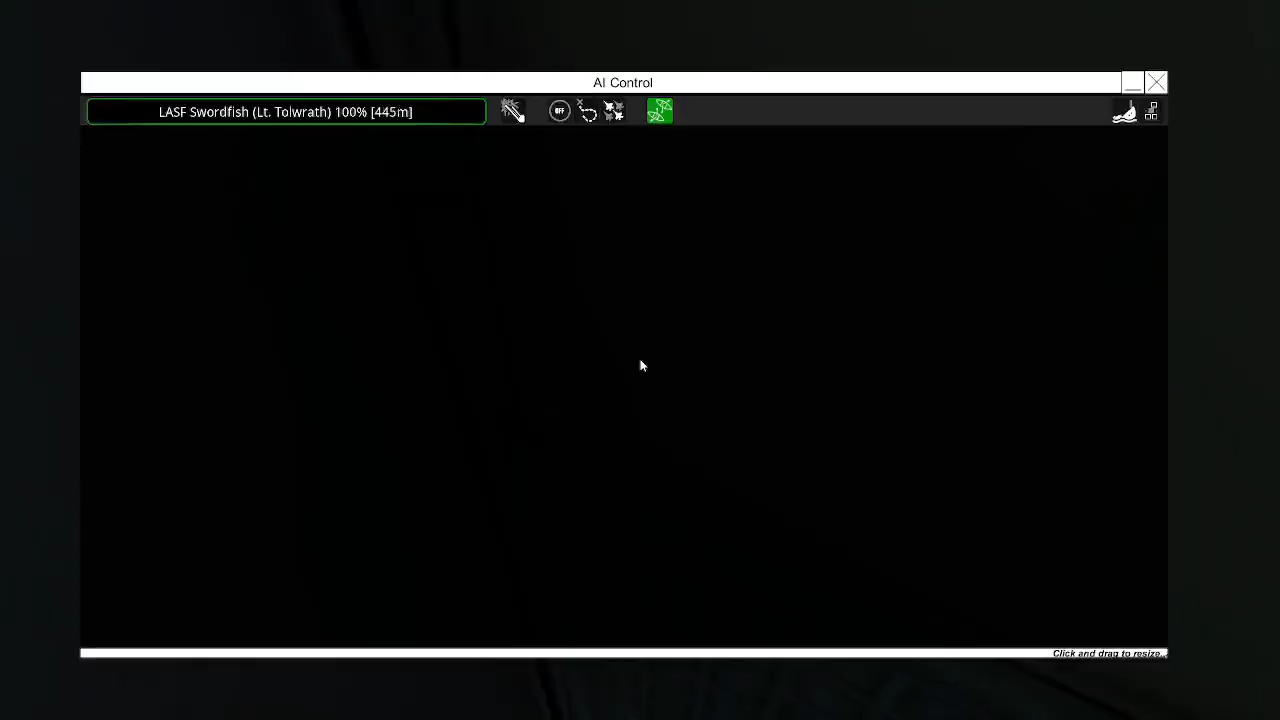 AI Control
LASF Swordfish (Lt. Tolwrath) 100% [445m]
OFF
Click and drag to resize..